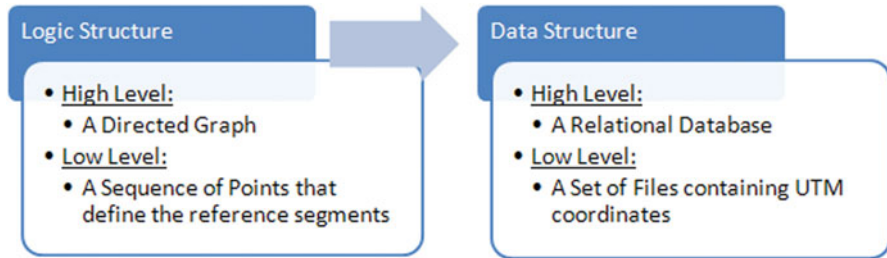 Logic Structure
• High Level:
• A Directed Graph
• Low Level:
• A Sequence of Points that
define the reference segments
Data Structure
• High Level:
• A Relational Database
• Low Level:
• A Set of Files containing UTM
coordinates